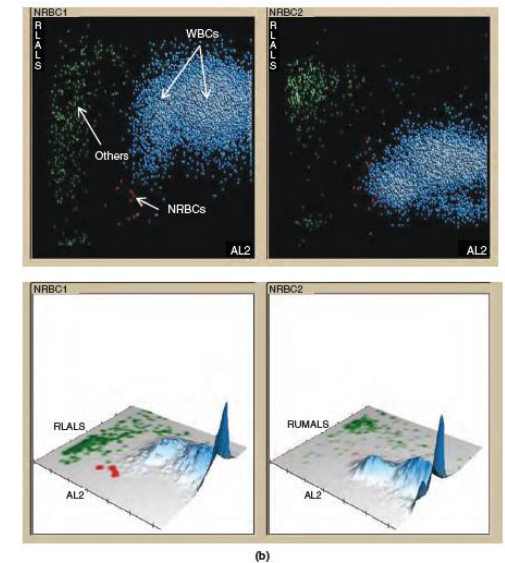 NRBC1
RLALS
WBCs
Others
NRBCs
AL2
NRBC2
RLALS
AL2
NRBC1
RLALS
AL2
NRBC2
RUMALS
AL2
(b)